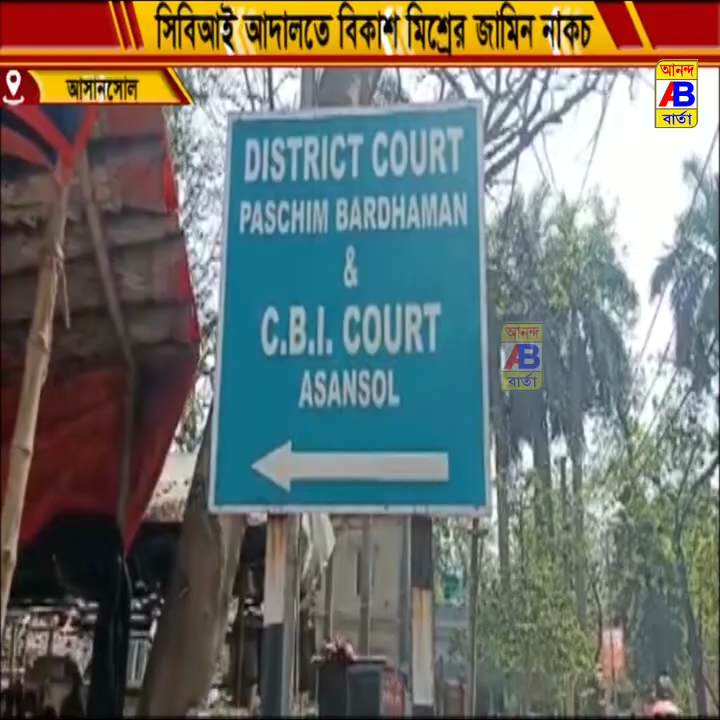 সিবিআই আদালতে বিকাশ মিশ্রের জামিন নাকচ
আসানসোল
আনন্দ
AB
বার্তা
DISTRICT COURT
PASCHIM BARDHAMAN
&
C.B.I. COURT
ASANSOL
আনন্দ
AB
বার্তা